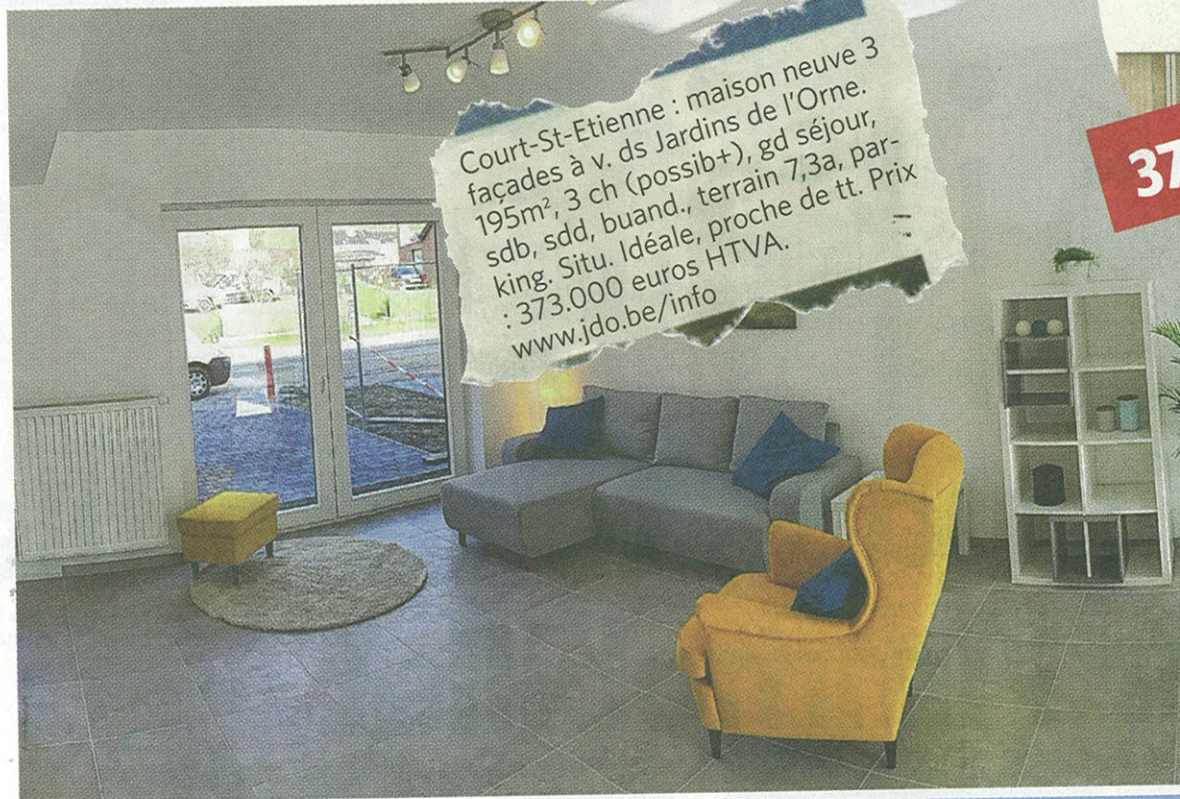 Court-St-Etienne : maison neuve 3
façades à v. ds Jardins de l'Orne.
195m², 3 ch (possib+), gd séjour,
sdb, sdd, buand., terrain 7,3a, par-
king. Situ. Idéale, proche de tt. Prix
: 373.000 euros HTVA.
www.jdo.be/info
37